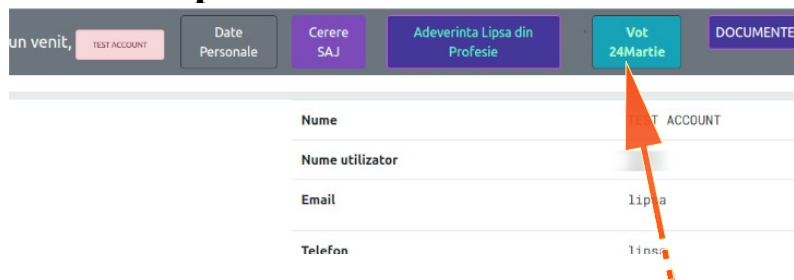 un venit, TEST ACCOUNT
Date Personale
Cerere SAJ
Adeverinta Lipsa din Profesie
Vot 24Martie
DOCUMENTE
Nume TEST ACCOUNT
Nume utilizator
Email lipsa
Telefon lipsa